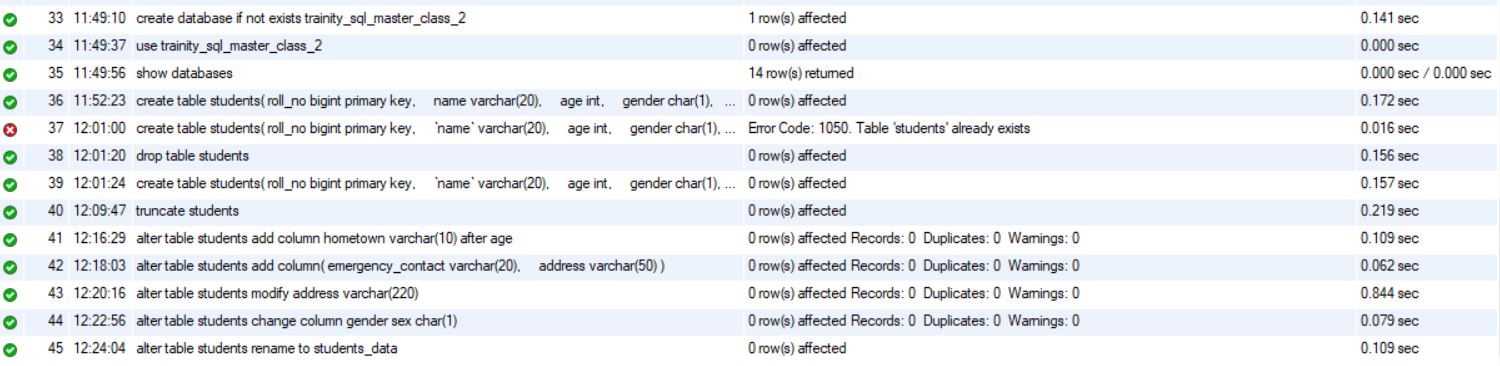 33 11:49:10 create database if not exists trainity_sql_master_class_2 1 row(s) affected 0.141 sec
34 11:49:37 use trainity_sql_master_class_2 0 row(s) affected 0.000 sec
35 11:49:56 show databases 14 row(s) returned 0.000 sec / 0.000 sec
36 11:52:23 create table students( roll_no bigint primary key, name varchar(20), age int, gender char(1), ... 0 row(s) affected 0.172 sec
37 12:01:00 create table students( roll_no bigint primary key, `name` varchar(20), age int, gender char(1), ... Error Code: 1050. Table 'students' already exists 0.016 sec
38 12:01:20 drop table students 0 row(s) affected 0.156 sec
39 12:01:24 create table students( roll_no bigint primary key, `name` varchar(20), age int, gender char(1), ... 0 row(s) affected 0.157 sec
40 12:09:47 truncate students 0 row(s) affected 0.219 sec
41 12:16:29 alter table students add column hometown varchar(10) after age 0 row(s) affected Records: 0 Duplicates: 0 Warnings: 0 0.109 sec
42 12:18:03 alter table students add column( emergency_contact varchar(20), address varchar(50) ) 0 row(s) affected Records: 0 Duplicates: 0 Warnings: 0 0.062 sec
43 12:20:16 alter table students modify address varchar(220) 0 row(s) affected Records: 0 Duplicates: 0 Warnings: 0 0.844 sec
44 12:22:56 alter table students change column gender sex char(1) 0 row(s) affected Records: 0 Duplicates: 0 Warnings: 0 0.079 sec
45 12:24:04 alter table students rename to students_data 0 row(s) affected 0.109 sec